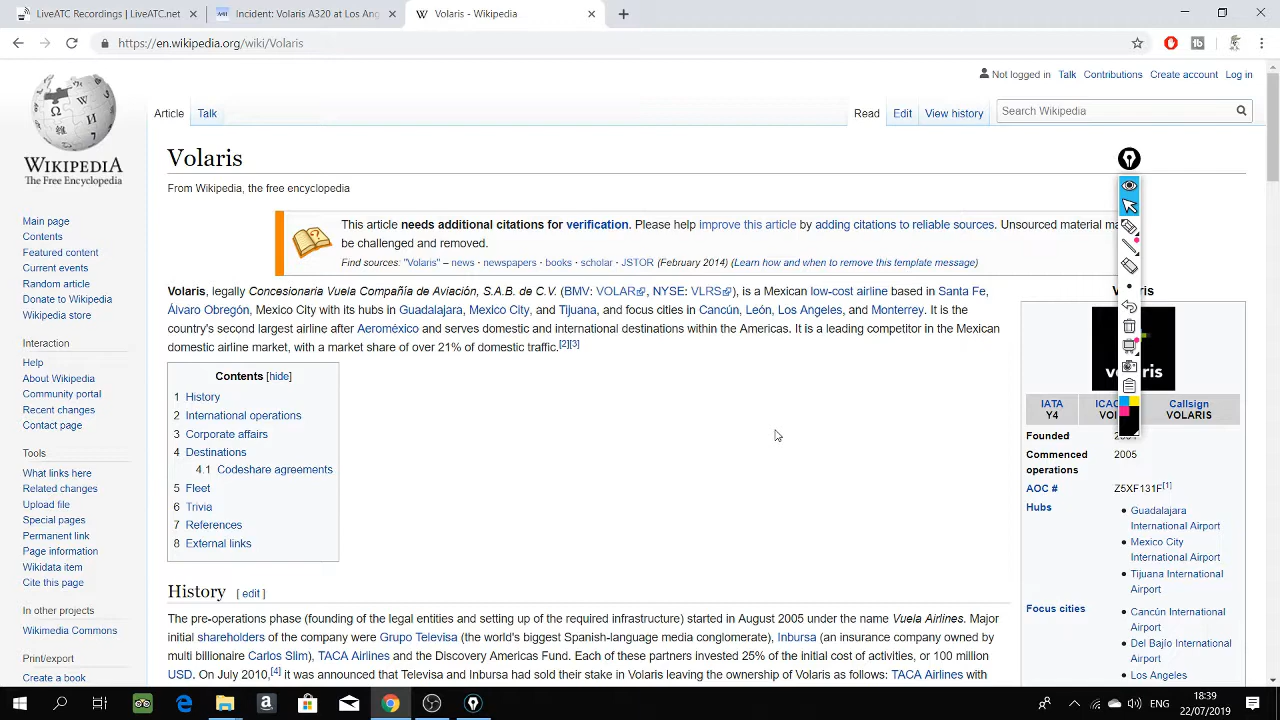 LiveATC Recordings | LiveATC.net
Incident: Volaris A320 at Los Ang
Volaris - Wikipedia
https://en.wikipedia.org/wiki/Volaris
Not logged in Talk Contributions Create account Log in
Article Talk Read Edit View history Search Wikipedia
WIKIPEDIA
The Free Encyclopedia
Main page
Contents
Featured content
Current events
Random article
Donate to Wikipedia
Wikipedia store
Interaction
Help
About Wikipedia
Community portal
Recent changes
Contact page
Tools
What links here
Related changes
Upload file
Special pages
Permanent link
Page information
Wikidata item
Cite this page
In other projects
Wikimedia Commons
Print/export
Create a book
Volaris
From Wikipedia, the free encyclopedia
This article needs additional citations for verification. Please help improve this article by adding citations to reliable sources. Unsourced material
be challenged and removed.
Find sources: "Volaris" – news · newspapers · books · scholar · JSTOR (February 2014) (Learn how and when to remove this template message)
Volaris, legally Concesionaria Vuela Compañía de Aviación, S.A.B. de C.V. (BMV: VOLAR, NYSE: VLRS), is a Mexican low-cost airline based in Santa Fe,
Álvaro Obregón, Mexico City with its hubs in Guadalajara, Mexico City, and Tijuana, and focus cities in Cancún, León, Los Angeles, and Monterrey. It is the
country's second largest airline after Aeroméxico and serves domestic and international destinations within the Americas. It is a leading competitor in the Mexican
domestic airline market, with a market share of over 21% of domestic traffic.[2][3]
Contents [hide]
1 History
2 International operations
3 Corporate affairs
4 Destinations
4.1 Codeshare agreements
5 Fleet
6 Trivia
7 References
8 External links
History [ edit ]
The pre-operations phase (founding of the legal entities and setting up of the required infrastructure) started in August 2005 under the name Vuela Airlines. Major
initial shareholders of the company were Grupo Televisa (the world's biggest Spanish-language media conglomerate), Inbursa (an insurance company owned by
multi billionaire Carlos Slim), TACA Airlines and the Discovery Americas Fund. Each of these partners invested 25% of the initial cost of activities, or 100 million
USD. On July 2010,[4] it was announced that Televisa and Inbursa had sold their stake in Volaris leaving the ownership of Volaris as follows: TACA Airlines with
IATA Callsign
Y4 VOLARIS
Founded
Commenced 2005
operations
AOC # Z5XF131F[1]
Hubs
Guadalajara
International Airport
Mexico City
International Airport
Tijuana International
Airport
Focus cities
Cancún International
Airport
Del Bajío International
Airport
Los Angeles
ENG
18:39
22/07/2019